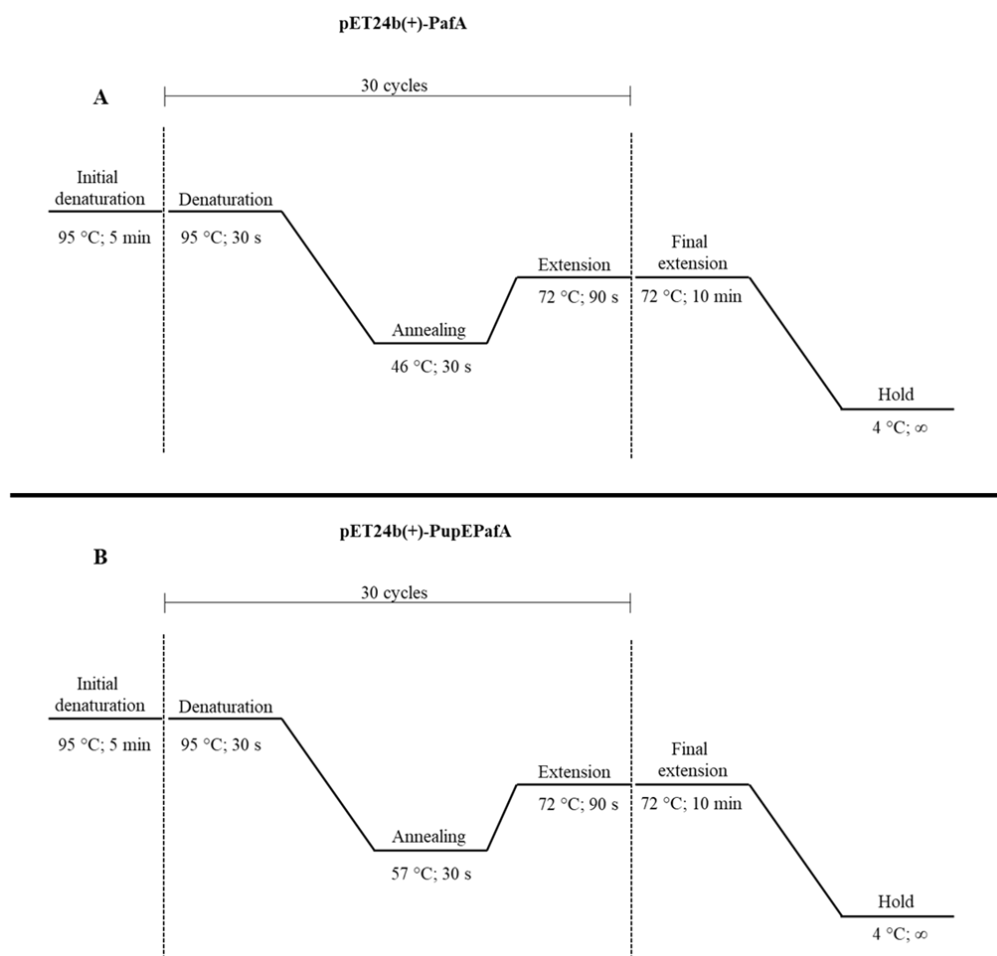 pET24b(+)-PafA
A
30 cycles
Initial
denaturation
Denaturation
95 °C; 5 min
95 °C; 30 s
Final
extension
Extension
72 °C; 90 s
72 °C; 10 min
Annealing
46 °C; 30 s
Hold
4 °C; ∞
pET24b(+)-PupEPafA
B
30 cycles
Initial
denaturation
Denaturation
95 °C; 5 min
95 °C; 30 s
Final
extension
Extension
72 °C; 90 s
72 °C; 10 min
Annealing
57 °C; 30 s
Hold
4 °C; ∞